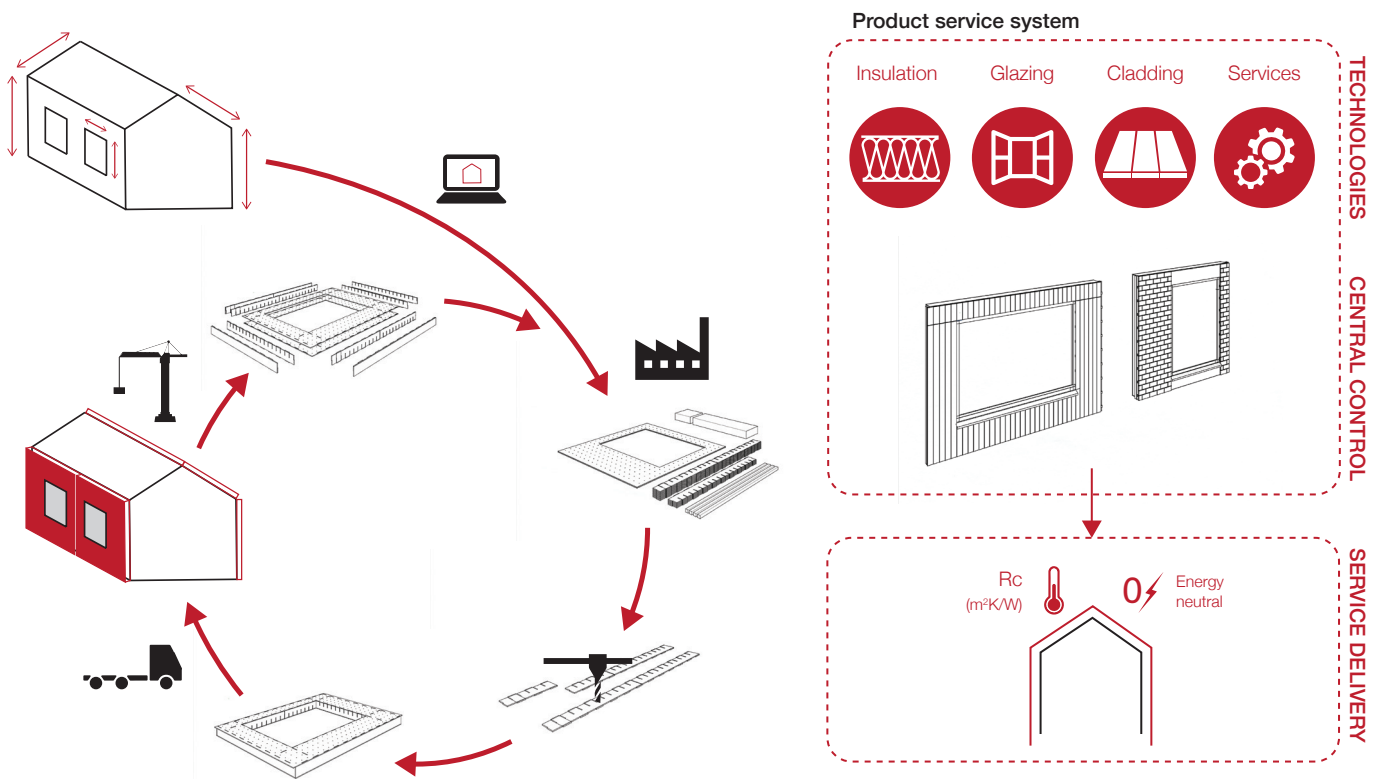 Product service system
Insulation
Glazing
Cladding
Services
TECHNOLOGIES
CENTRAL CONTROL
Rc
(m²K/W)
0
Energy
neutral
SERVICE DELIVERY